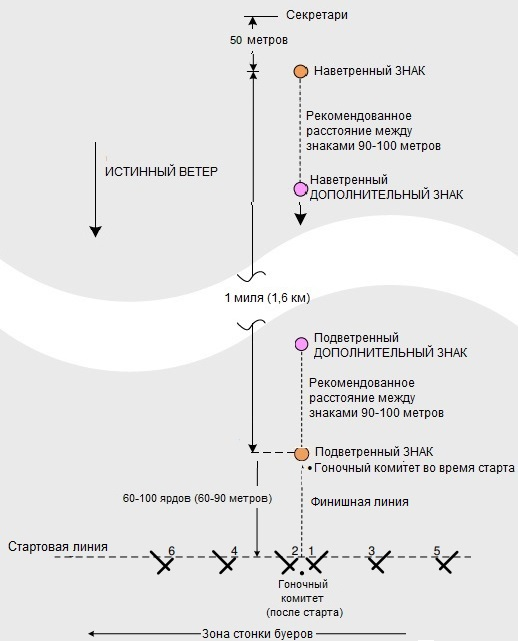 Секретари
50 метров
Наветренный ЗНАК
Рекомендованное
расстояние между
знаками 90-100 метров
ИСТИННЫЙ ВЕТЕР
Наветренный
ДОПОЛНИТЕЛЬНЫЙ ЗНАК
1 миля (1,6 км)
Подветренный
ДОПОЛНИТЕЛЬНЫЙ ЗНАК
Рекомендованное
расстояние между
знаками 90-100 метров
Подветренный ЗНАК
• Гоночный комитет во время старта
60-100 ярдов (60-90 метров)
Финишная линия
Стартовая линия
6 4 2 1 3 5
Гоночный
комитет
(после старта)
Зона стонки буеров